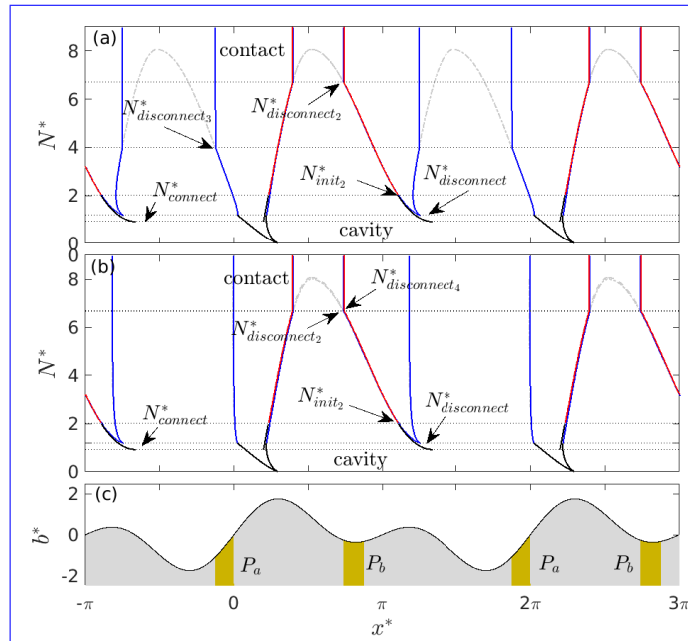 (a)
contact
8
6
4
2
0
N*
N*disconnect₃
N*disconnect₂
N*connect
N*init₂
N*disconnect
cavity
(b)
contact
0
8
6
4
2
0
N*
N*disconnect₄
N*disconnect₂
N*connect
N*init₂
N*disconnect
cavity
(c)
2
0
-2
b*
Pa
Pb
Pa
Pb
-π 0 π 2π 3π
x*